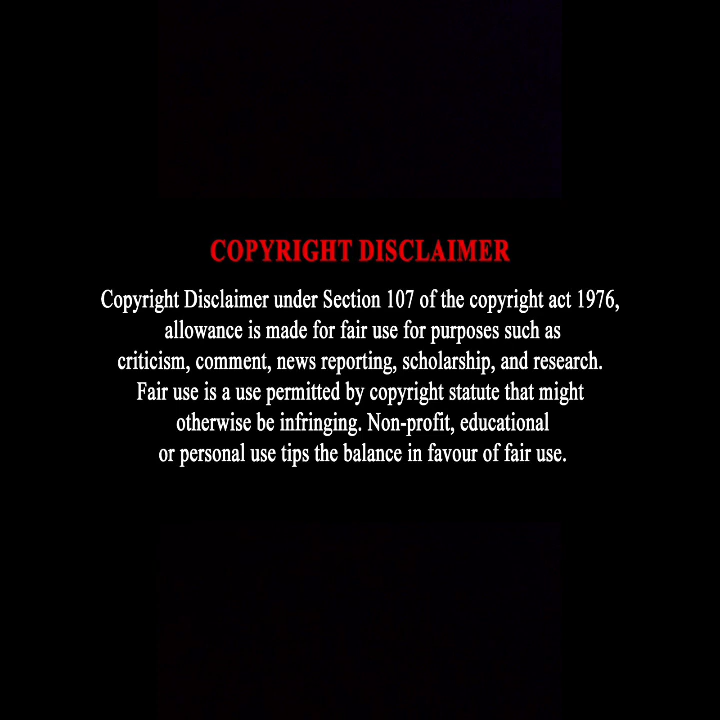 COPYRIGHT DISCLAIMER
Copyright Disclaimer under Section 107 of the copyright act 1976,
allowance is made for fair use for purposes such as
criticism, comment, news reporting, scholarship, and research.
Fair use is a use permitted by copyright statute that might
otherwise be infringing. Non-profit, educational
or personal use tips the balance in favour of fair use.